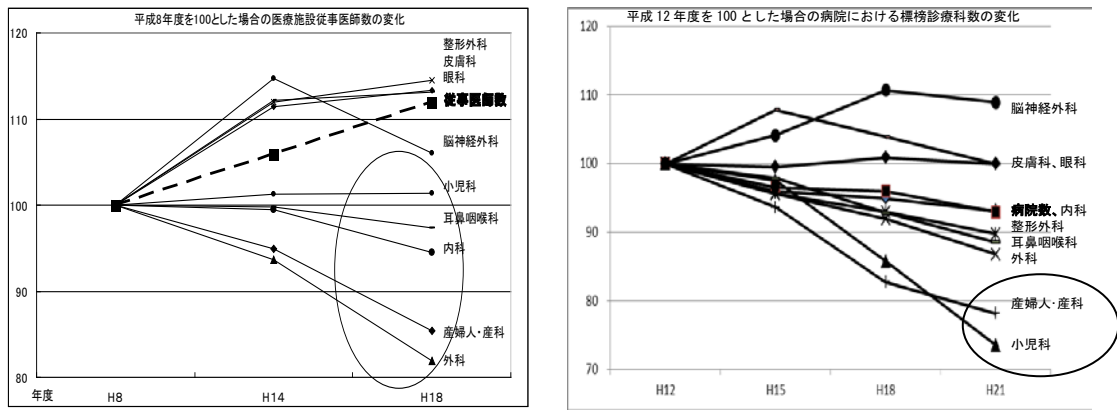 平成8年度を100とした場合の医療施設従事医師数の変化
120
110
100
90
80
整形外科
皮膚科
眼科
従事医師数
脳神経外科
小児科
耳鼻咽喉科
内科
産婦人・産科
外科
年度
H8
H14
H18
平成 12 年度を 100 とした場合の病院における標榜診療科数の変化
120
110
100
90
80
70
脳神経外科
皮膚科、眼科
病院数、内科
整形外科
耳鼻咽喉科
外科
産婦人・産科
小児科
H12
H15
H18
H21